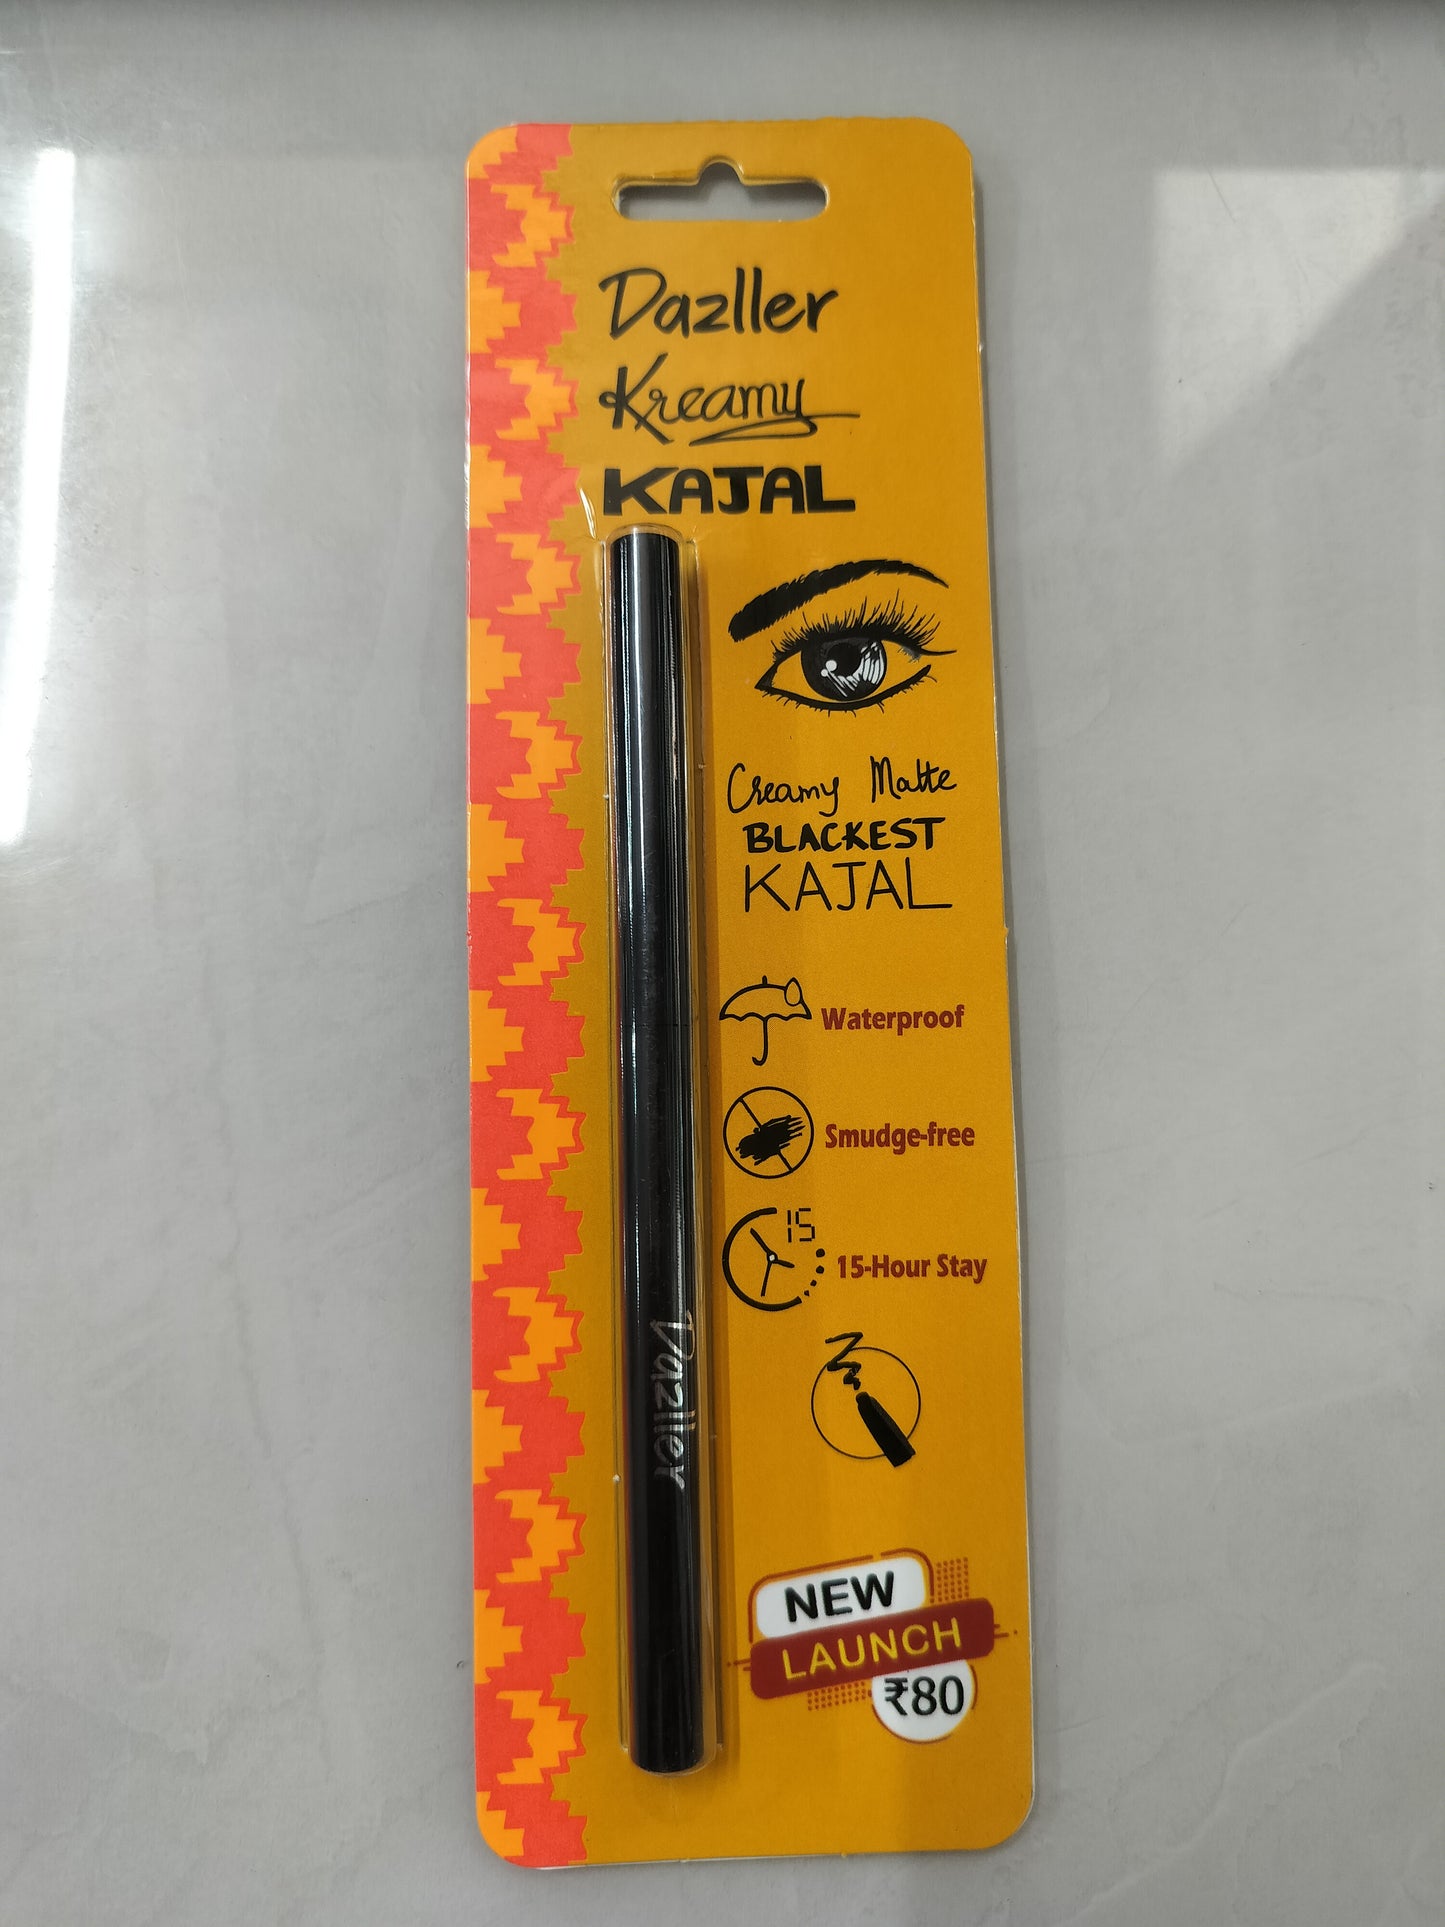 Dazller
Kreamy
KAJAL
Creamy Matte
BLACKEST
KAJAL
Waterproof
Smudge-free
15
15-Hour Stay
Dazller
NEW
LAUNCH
₹80